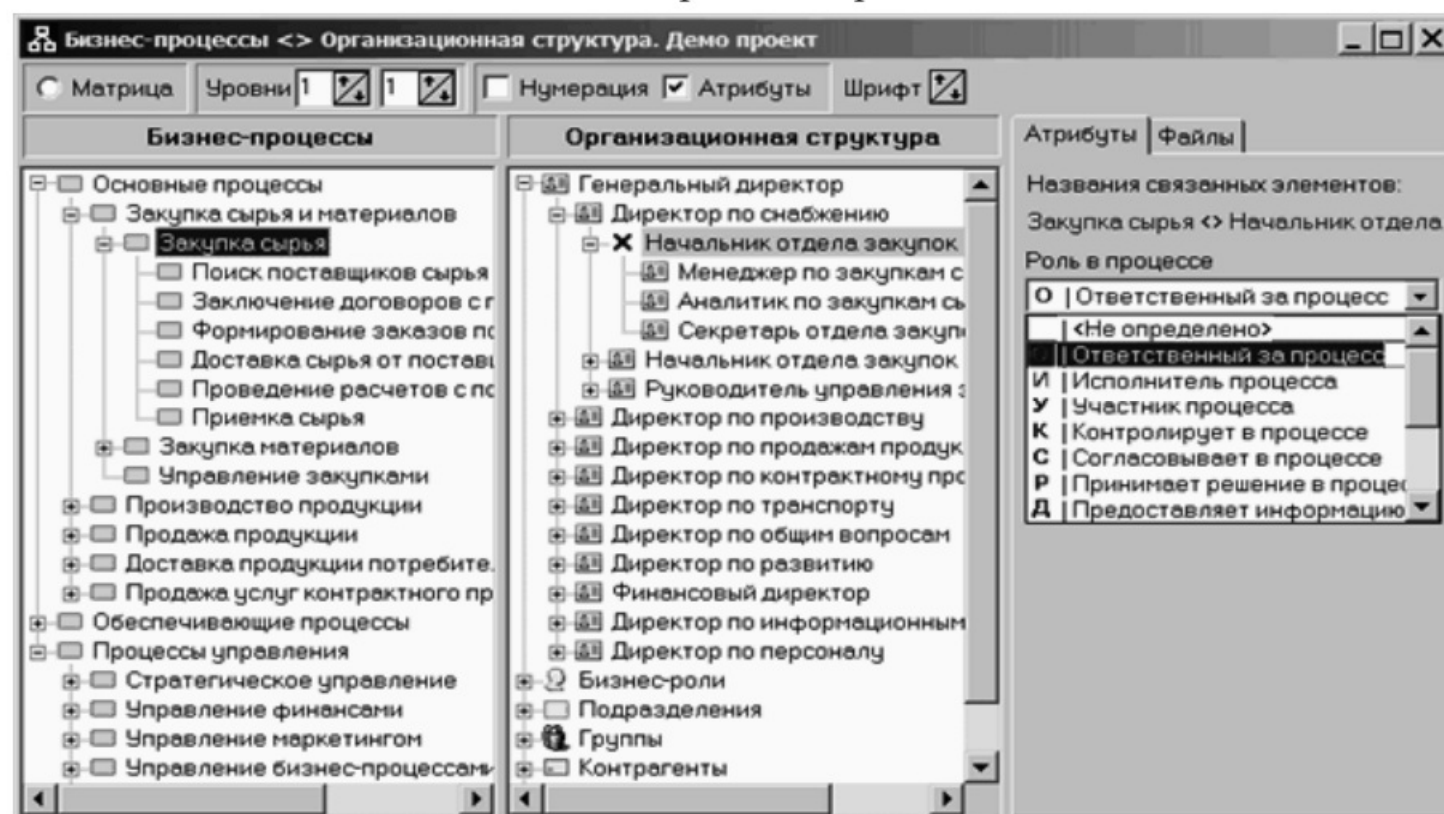 Бизнес-процессы <> Организационная структура. Демо проект
Матрица Уровни 1 1 Нумерация Атрибуты Шрифт
Бизнес-процессы
Основные процессы
Закупка сырья и материалов
Закупка сырья
Поиск поставщиков сырья
Заключение договоров с п
Формирование заказов по
Доставка сырья от постав
Проведение расчетов с по
Приемка сырья
Закупка материалов
Управление закупками
Производство продукции
Продажа продукции
Доставка продукции потребите
Продажа услуг контрактного пр
Обеспечивающие процессы
Процессы управления
Стратегическое управление
Управление финансами
Управление маркетингом
Управление бизнес-процессами
Организационная структура
Генеральный директор
Директор по снабжению
Начальник отдела закупок
Менеджер по закупкам с
Аналитик по закупкам сы
Секретарь отдела закуп
Начальник отдела закупок
Руководитель управления з
Директор по производству
Директор по продажам продук
Директор по контрактному про
Директор по транспорту
Директор по общим вопросам
Директор по развитию
Финансовый директор
Директор по информационным
Директор по персоналу
Бизнес-роли
Подразделения
Группы
Контрагенты
Атрибуты Файлы
Названия связанных элементов:
Закупка сырья <> Начальник отдела
Роль в процессе
О | Ответственный за процесс
| <Не определено>
О | Ответственный за процесс
И | Исполнитель процесса
У | Участник процесса
К | Контролирует в процессе
С | Согласовывает в процессе
Р | Принимает решение в процес
Д | Предоставляет информацию